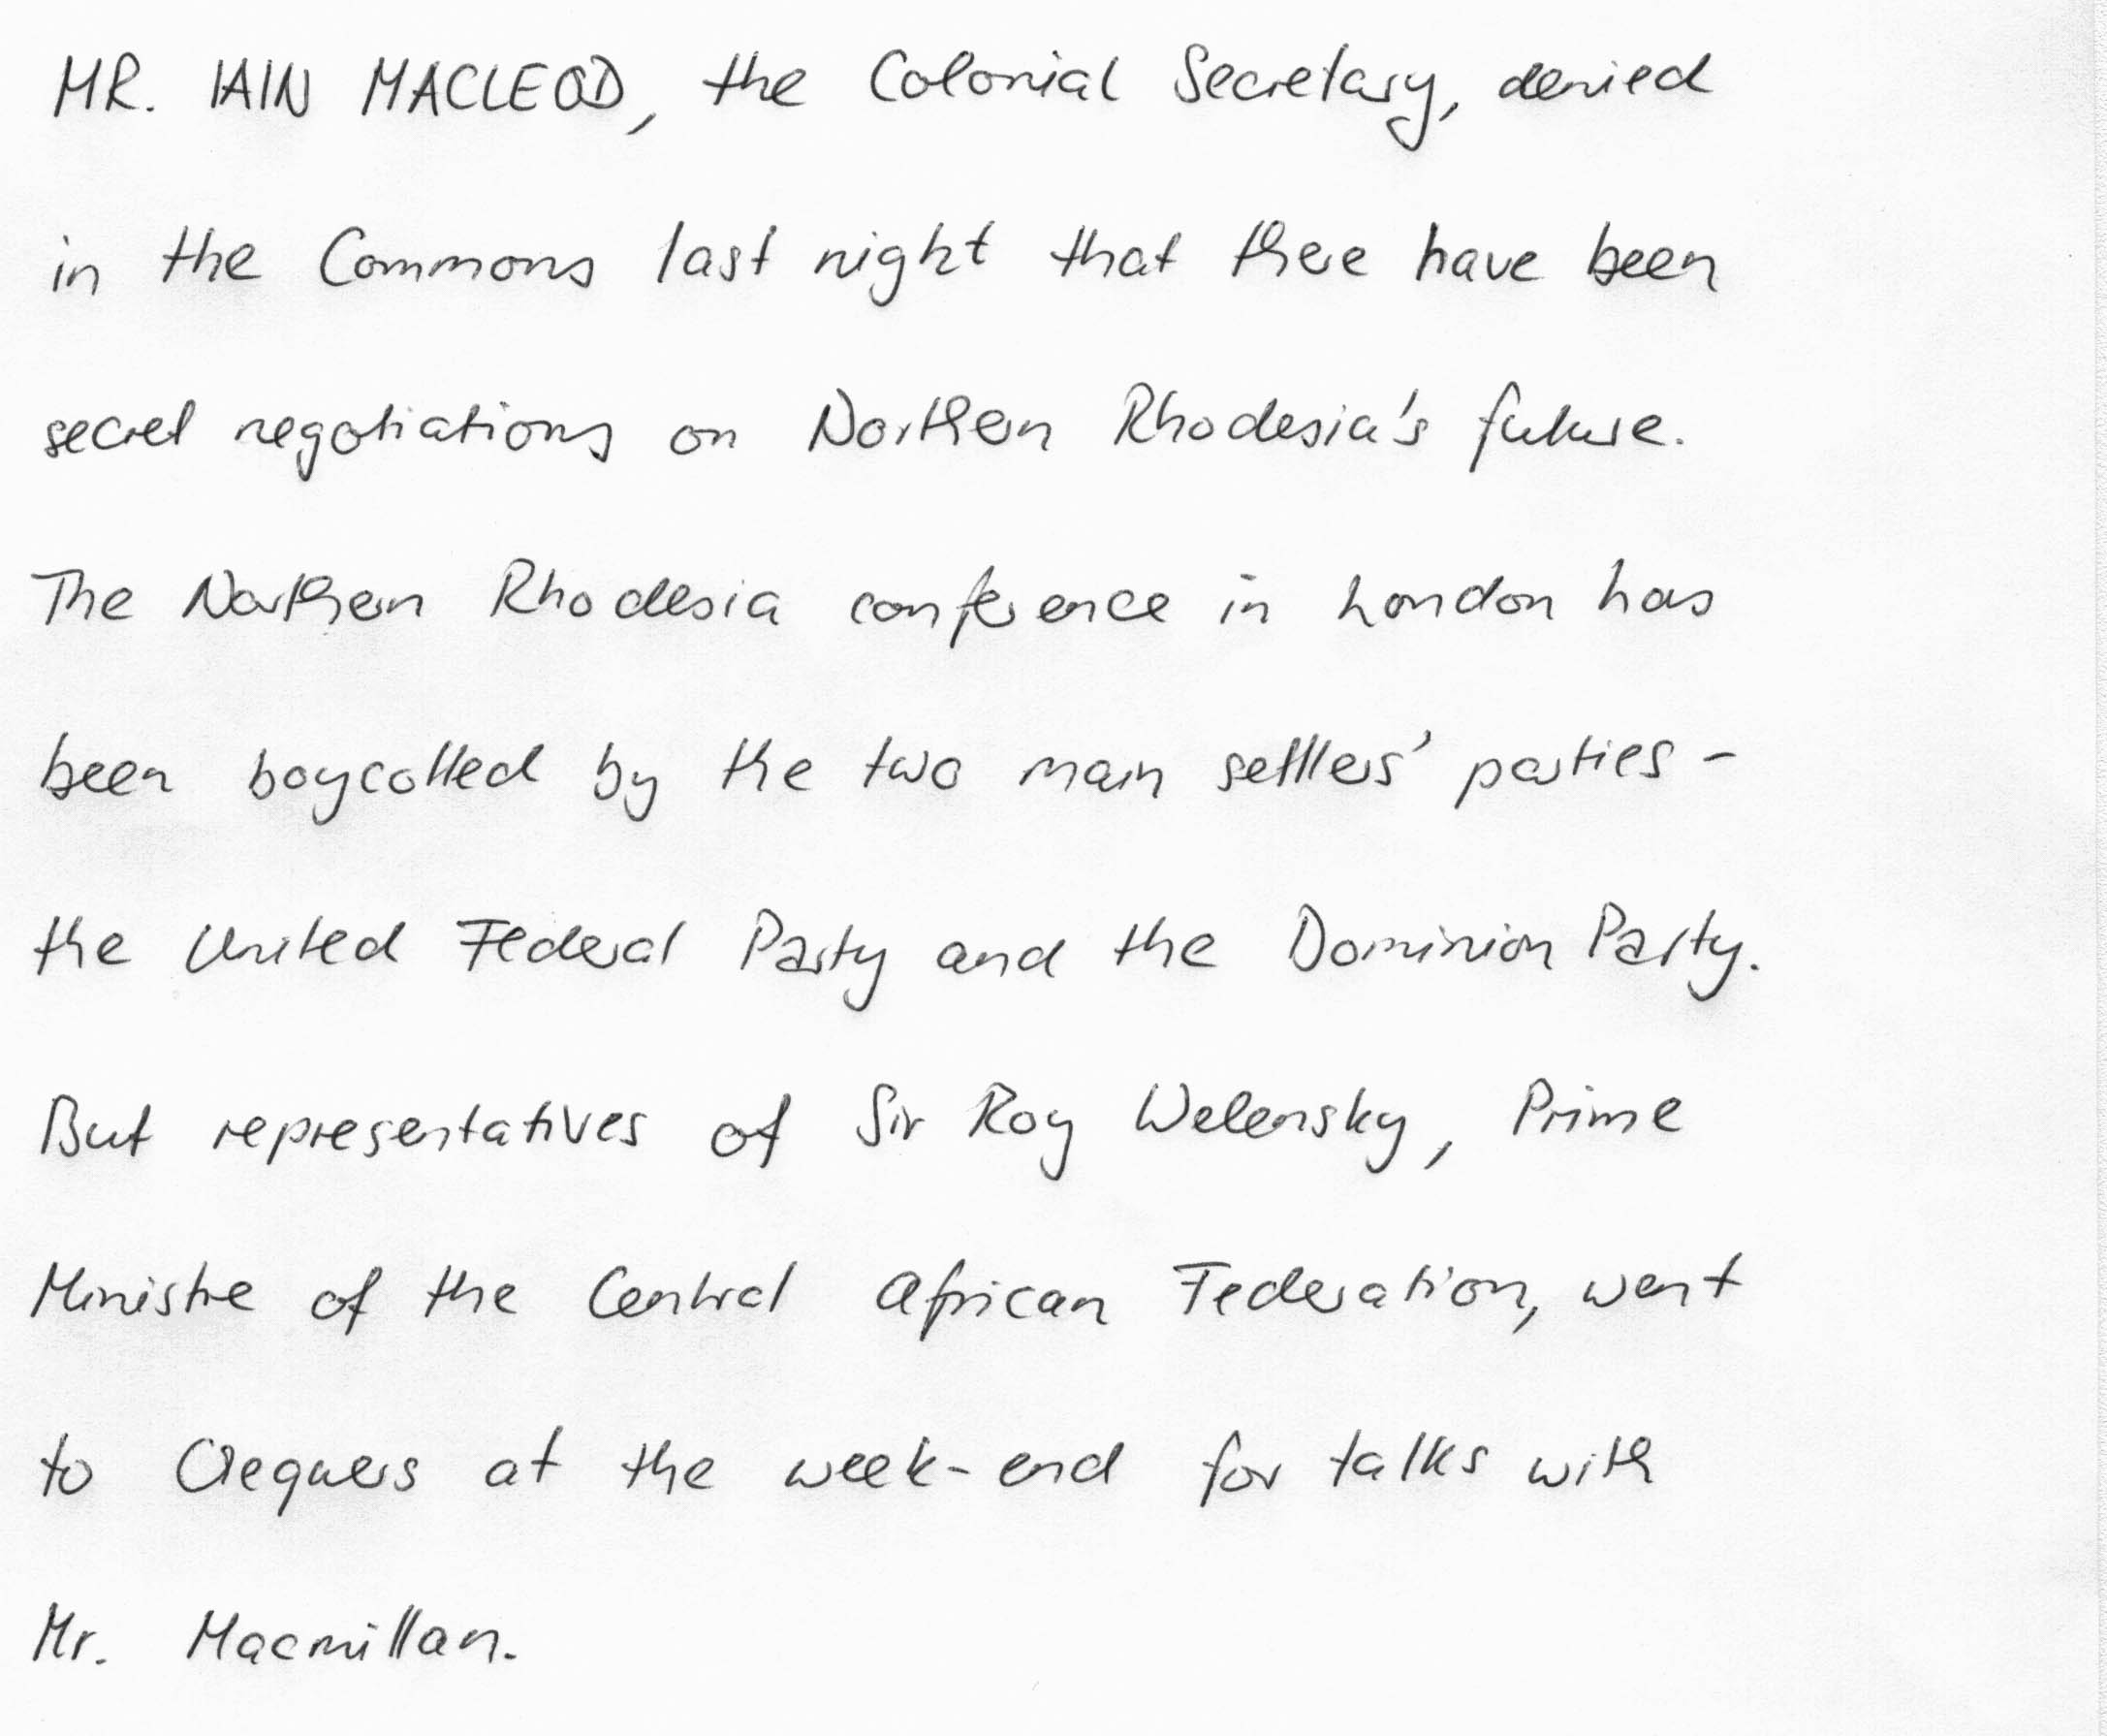 MR. IAIN MACLEOD, the Colonial Secretary, denied
in the Commons last night that there have been
secret negotiations on Northern Rhodesia's future.
The Northern Rhodesia conference in London has
been boycotted by the two main settlers' parties -
the United Federal Party and the Dominion Party.
But representatives of Sir Roy Welensky, Prime
Ministre of the Central African Federation, went
to Chequers at the week-end for talks with
Mr. Macmillan.